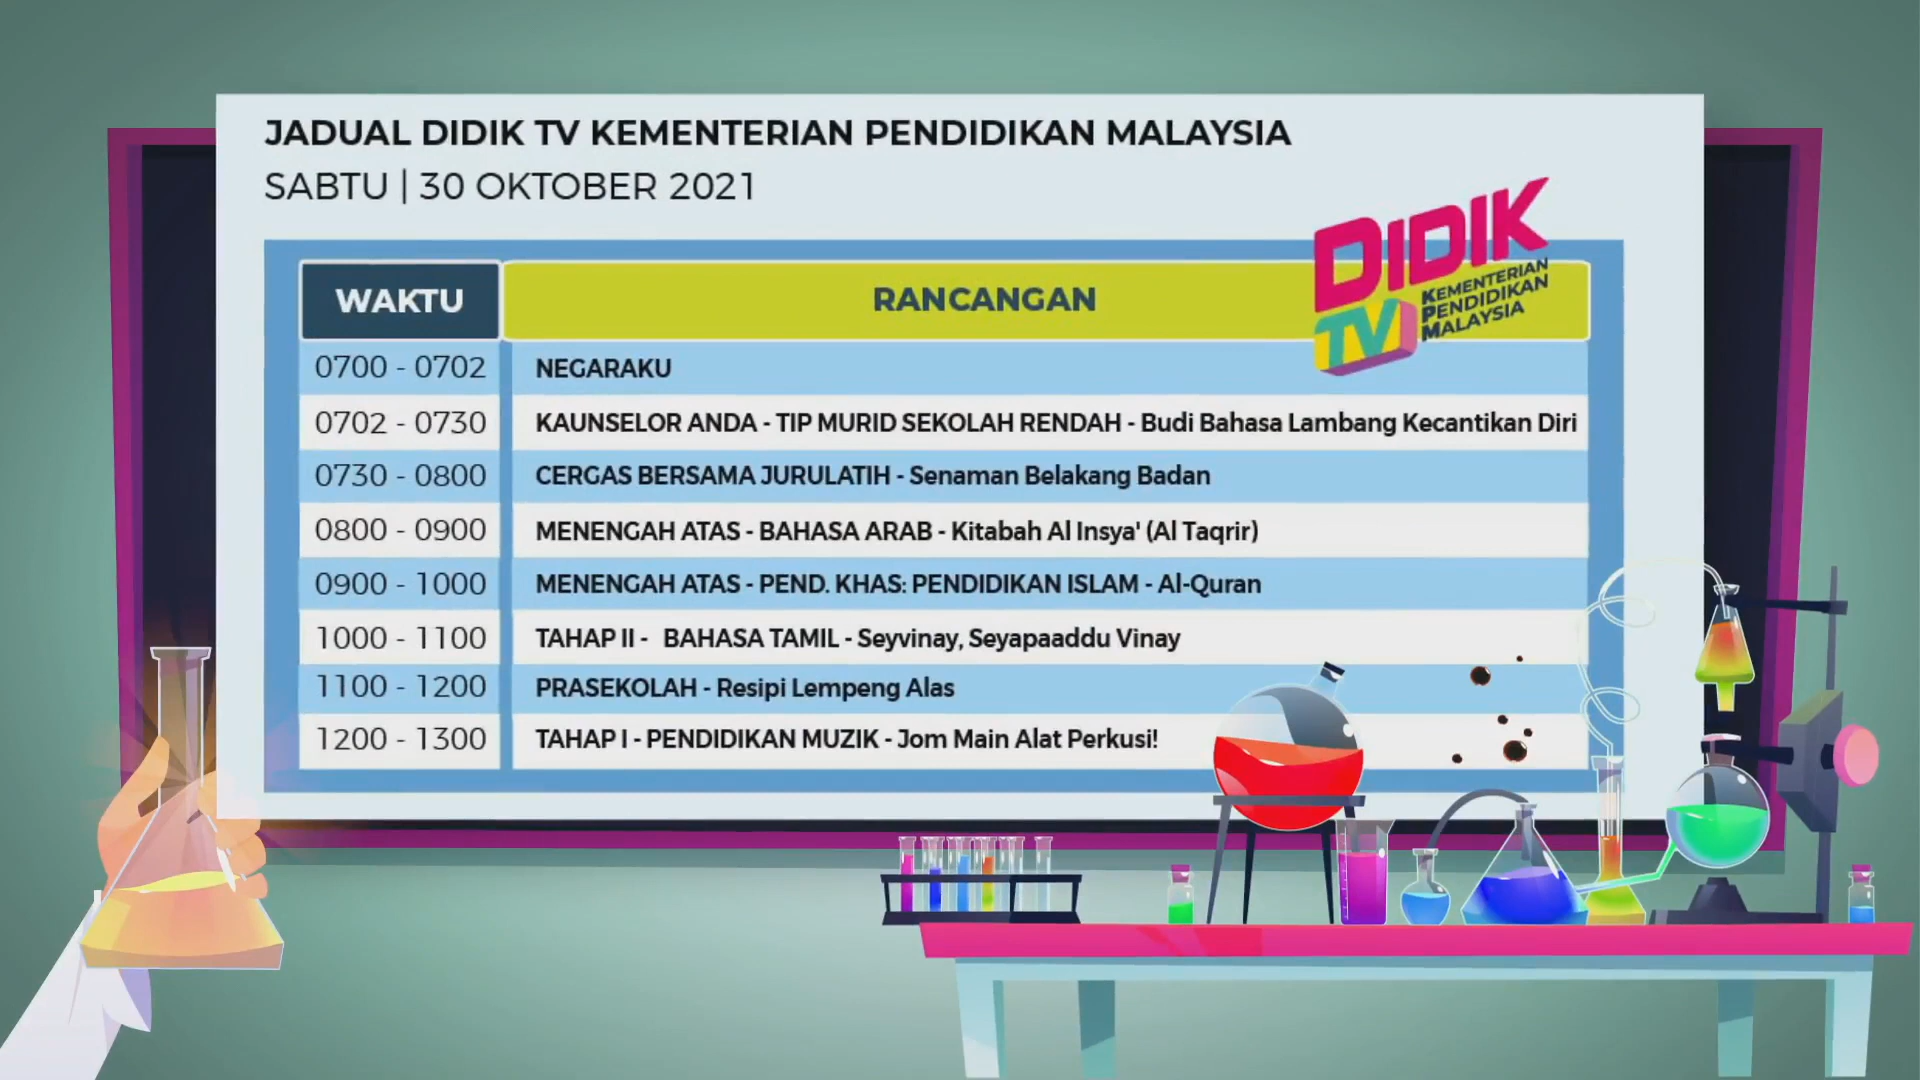 JADUAL DIDIK TV KEMENTERIAN PENDIDIKAN MALAYSIA
SABTU | 30 OKTOBER 2021
DIDIK
TV KEMENTERIAN
PENDIDIKAN
MALAYSIA
WAKTU RANCANGAN
0700 - 0702 NEGARAKU
0702 - 0730 KAUNSELOR ANDA - TIP MURID SEKOLAH RENDAH - Budi Bahasa Lambang Kecantikan Diri
0730 - 0800 CERGAS BERSAMA JURULATIH - Senaman Belakang Badan
0800 - 0900 MENENGAH ATAS - BAHASA ARAB - Kitabah Al Insya' (Al Taqrir)
0900 - 1000 MENENGAH ATAS - PEND. KHAS: PENDIDIKAN ISLAM - Al-Quran
1000 - 1100 TAHAP II - BAHASA TAMIL - Seyvinay, Seyapaaddu Vinay
1100 - 1200 PRASEKOLAH - Resipi Lempeng Alas
1200 - 1300 TAHAP I - PENDIDIKAN MUZIK - Jom Main Alat Perkusi!